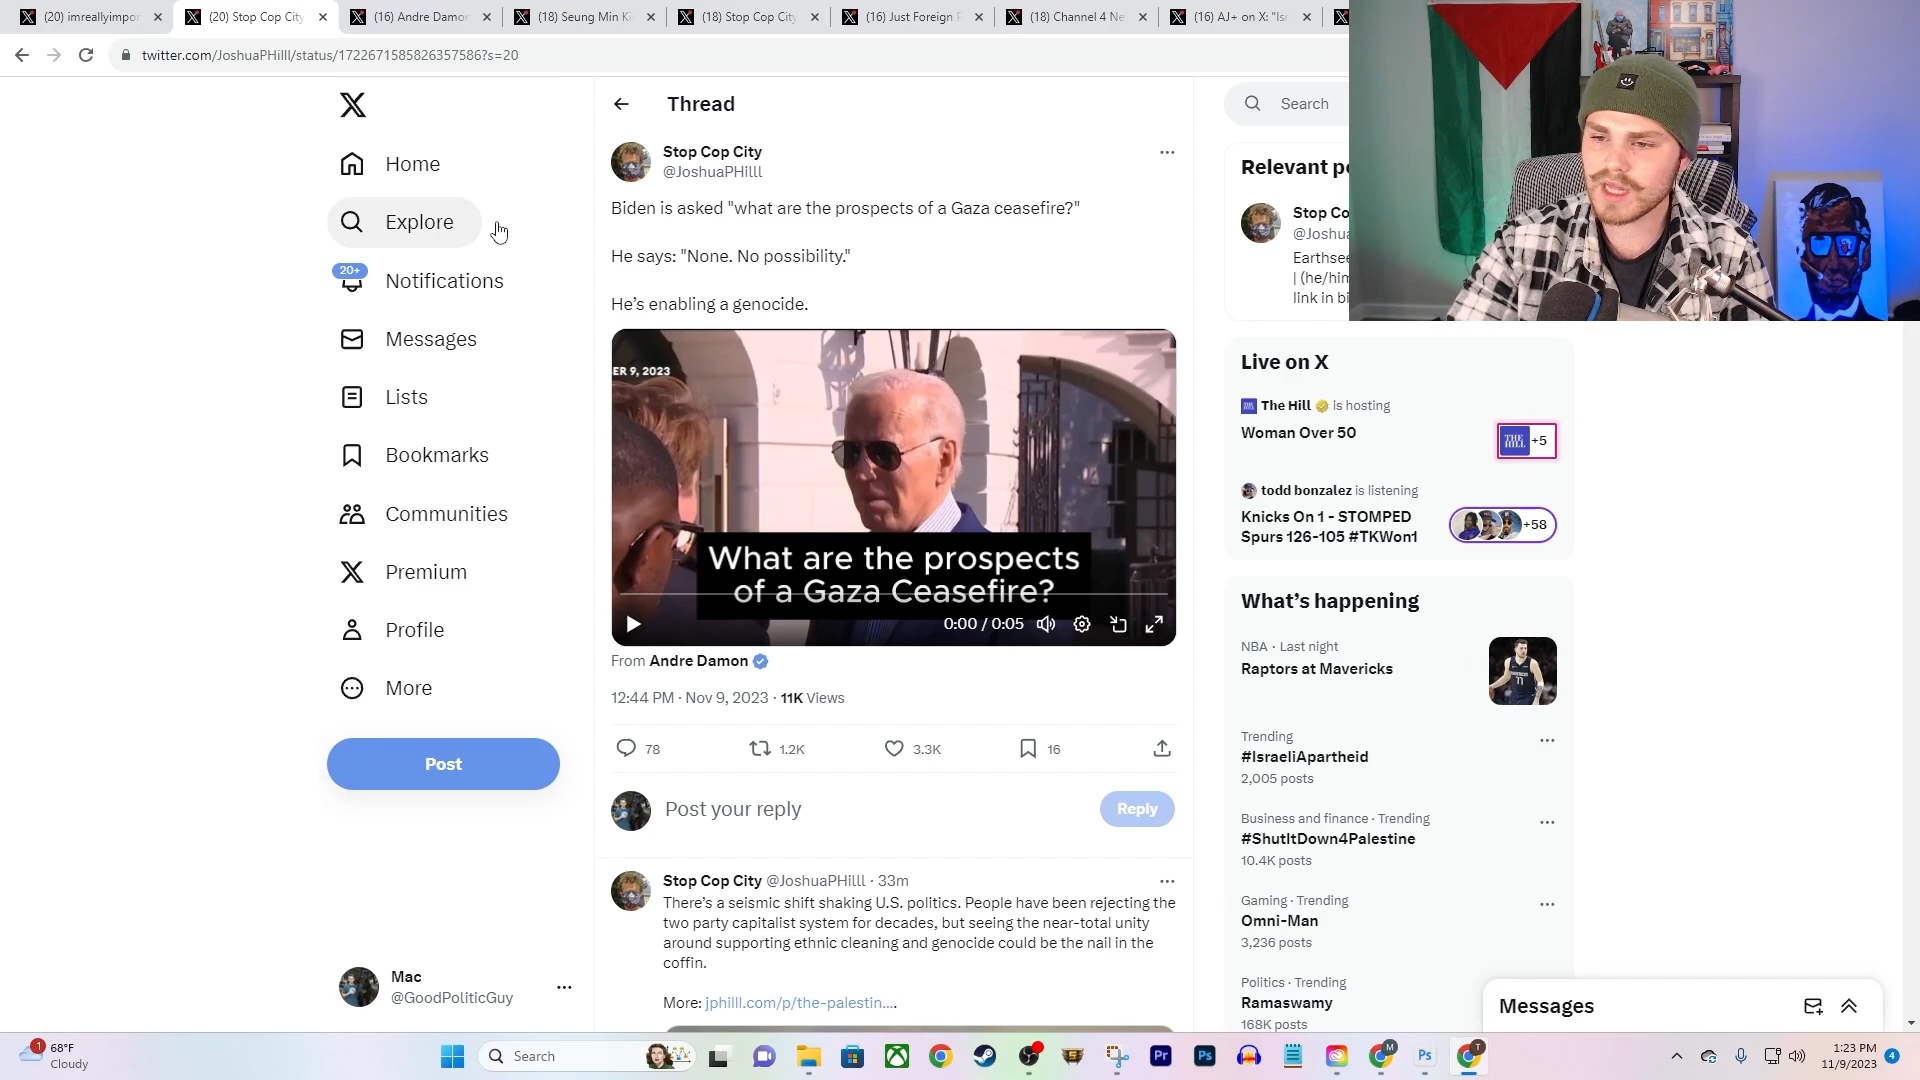 (20) imreallyimpor
(20) Stop Cop City
(16) Andre Damon
(18) Seung Min Ki
(18) Stop Cop City
(16) Just Foreign P
(18) Channel 4 Ne
(16) AJ+ on X: "Isr
twitter.com/JoshuaPHilll/status/1722671585826357586?s=20
Home
Explore
20+
Notifications
Messages
Lists
Bookmarks
Communities
Premium
Profile
More
Post
Mac
@GoodPoliticGuy
Thread
Stop Cop City
@JoshuaPHilll
Biden is asked "what are the prospects of a Gaza ceasefire?"
He says: "None. No possibility."
He's enabling a genocide.
ER 9, 2023
What are the prospects
of a Gaza Ceasefire?
0:00 / 0:05
From Andre Damon
12:44 PM · Nov 9, 2023 · 11K Views
78
1.2K
3.3K
16
Post your reply
Reply
Stop Cop City @JoshuaPHilll · 33m
There's a seismic shift shaking U.S. politics. People have been rejecting the
two party capitalist system for decades, but seeing the near-total unity
around supporting ethnic cleaning and genocide could be the nail in the
coffin.
More: jphilll.com/p/the-palestin...
Search
Relevant pe
Stop Co
@Joshua
Earthsee
| (he/him
link in bi
Live on X
The Hill is hosting
Woman Over 50
THE
HILL
+5
todd bonzalez is listening
Knicks On 1 - STOMPED
Spurs 126-105 #TKWon1
+58
What's happening
NBA · Last night
Raptors at Mavericks
Trending
#IsraeliApartheid
2,005 posts
Business and finance · Trending
#ShutItDown4Palestine
10.4K posts
Gaming · Trending
Omni-Man
3,236 posts
Politics · Trending
Ramaswamy
168K posts
Messages
1
68°F
Cloudy
Search
Pr
Ps
M
Ps
T
1:23 PM
11/9/2023
4